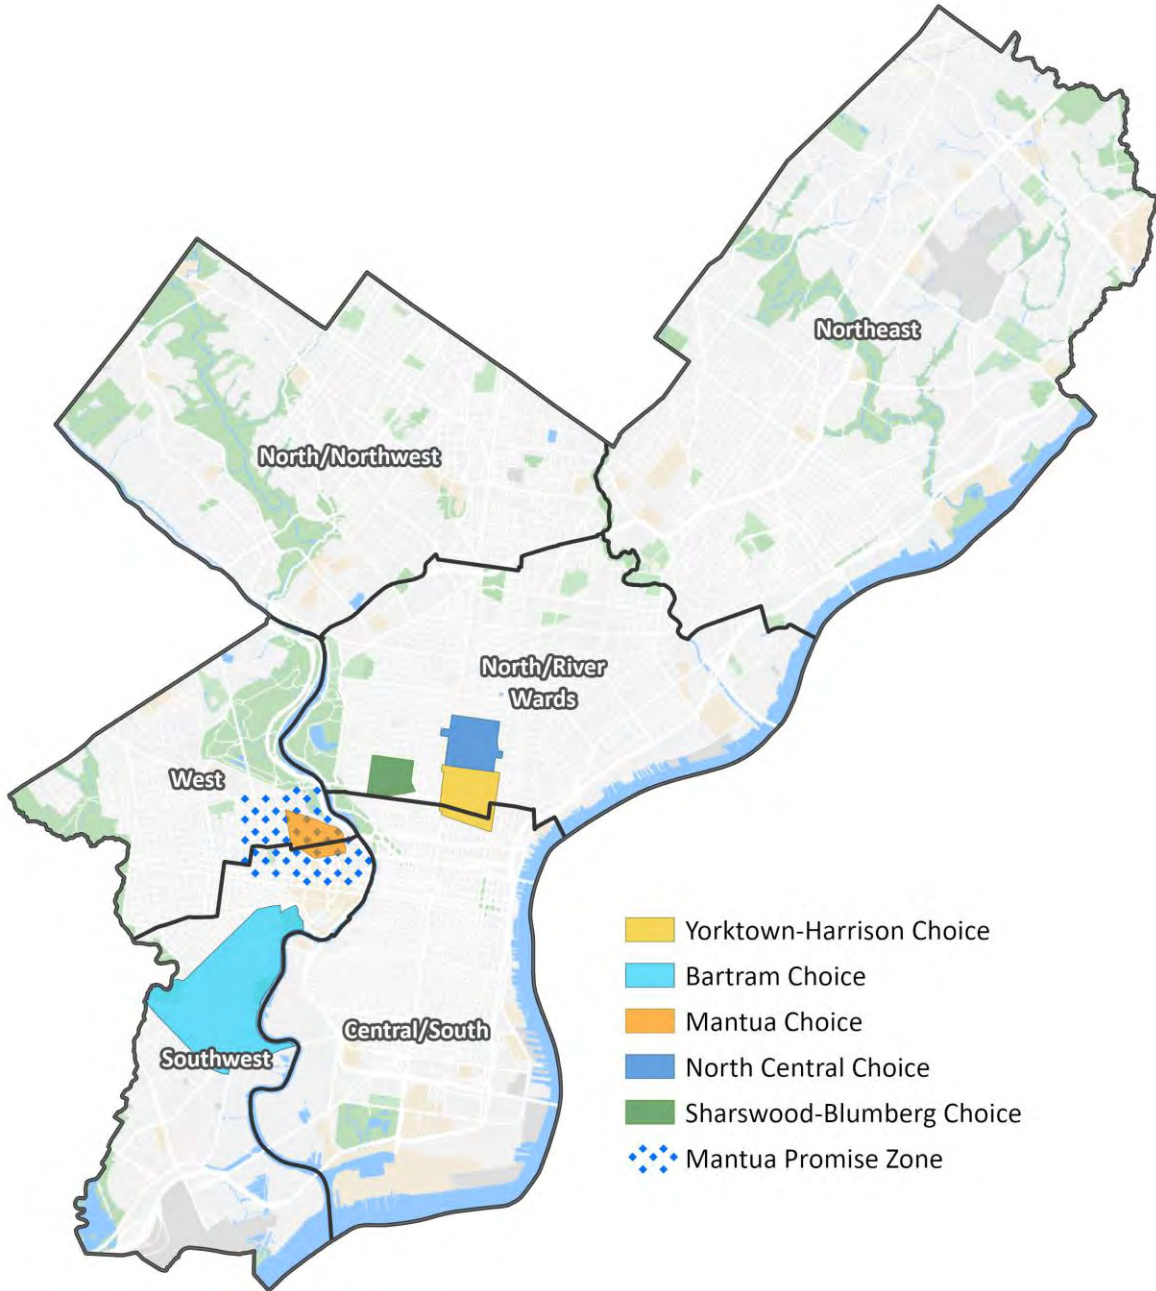 Northeast
North/Northwest
North/River
Wards
West
Central/South
Southwest
Yorktown-Harrison Choice
Bartram Choice
Mantua Choice
North Central Choice
Sharswood-Blumberg Choice
Mantua Promise Zone